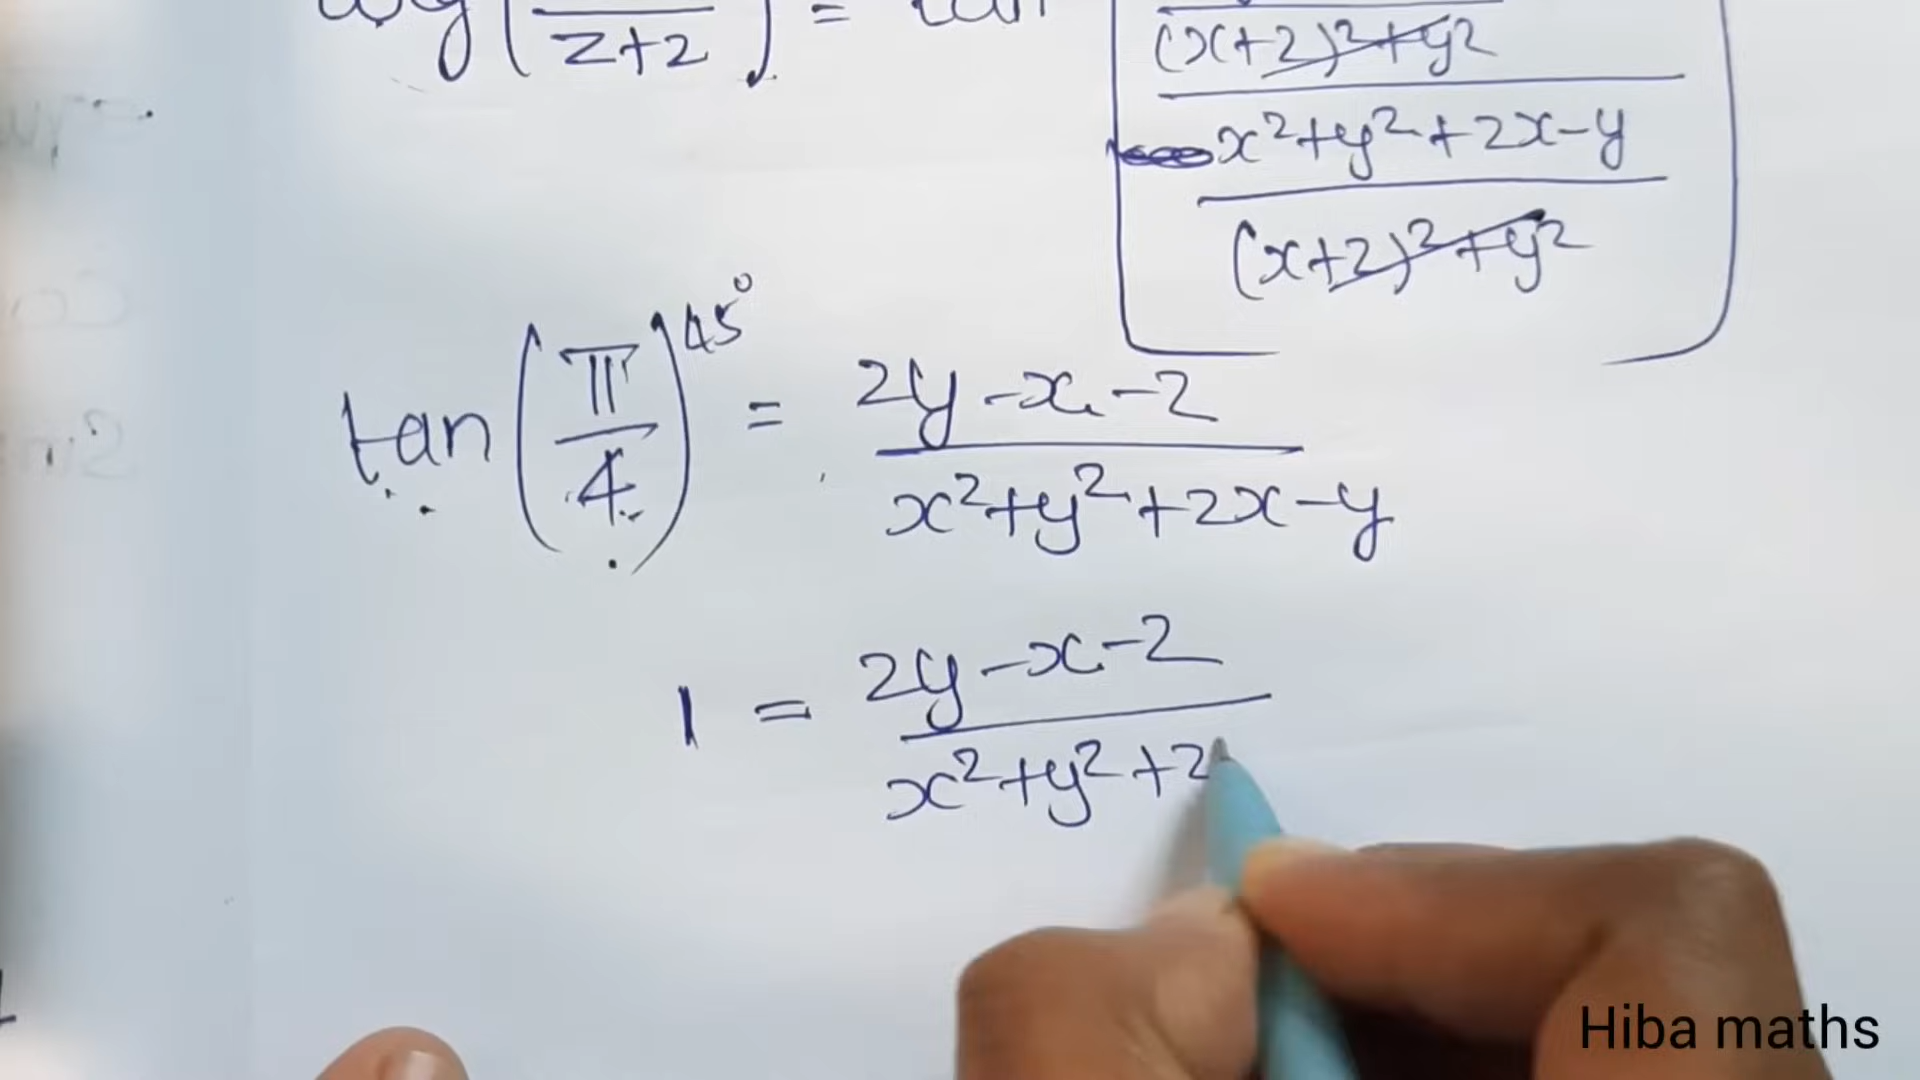 z+2 =
(x+2)²+y²
x²+y²+2x-y
(x+2)²+y²
tan(π/4) 45° = 2y-x-2
x²+y²+2x-y
1 = 2y-x-2
x²+y²+2
Hiba maths